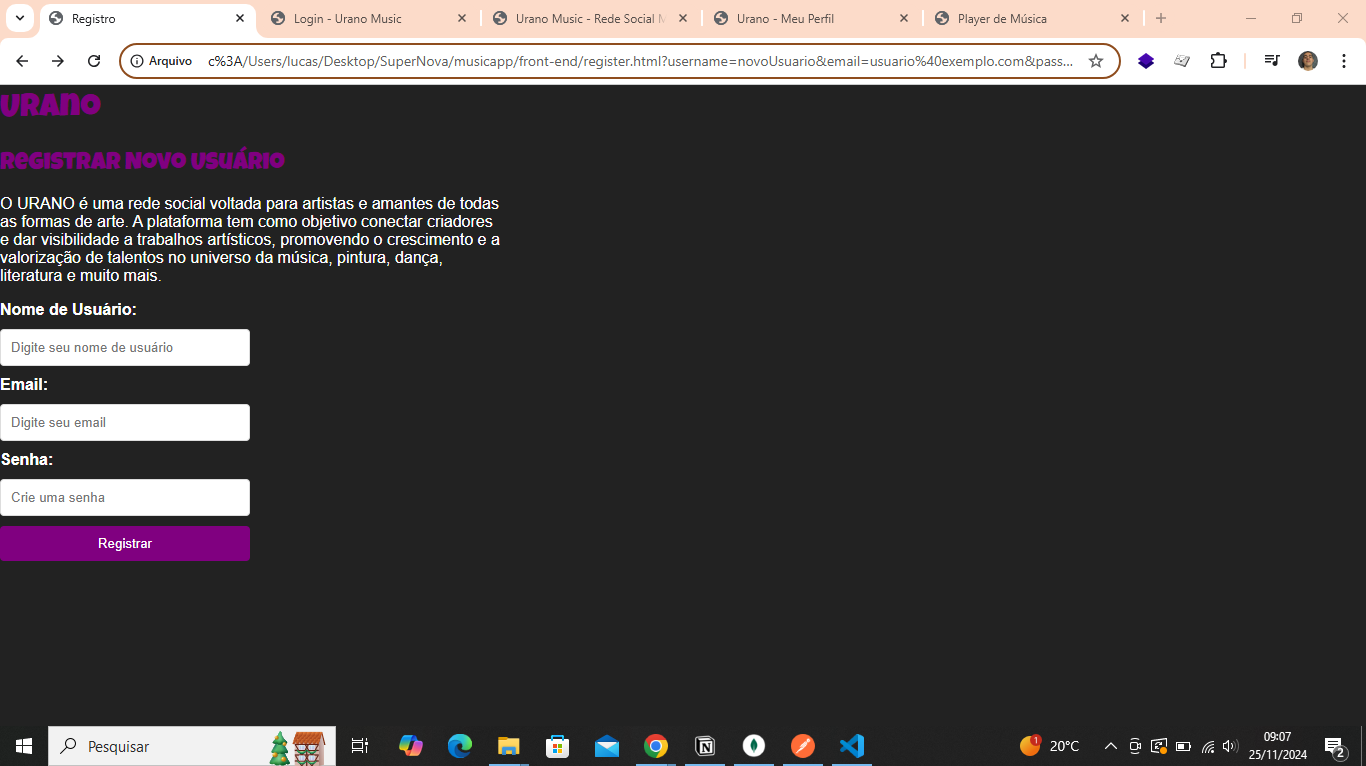 Registro
Login - Urano Music
Urano Music - Rede Social M
Urano - Meu Perfil
Player de Música
Arquivo
c%3A/Users/lucas/Desktop/SuperNova/musicapp/front-end/register.html?username=novoUsuario&email=usuario%40exemplo.com&pass...
URANO
Registrar Novo Usuário
O URANO é uma rede social voltada para artistas e amantes de todas
as formas de arte. A plataforma tem como objetivo conectar criadores
e dar visibilidade a trabalhos artísticos, promovendo o crescimento e a
valorização de talentos no universo da música, pintura, dança,
literatura e muito mais.
Nome de Usuário:
Digite seu nome de usuário
Email:
Digite seu email
Senha:
Crie uma senha
Registrar
Pesquisar
1
20°C
09:07
25/11/2024
2